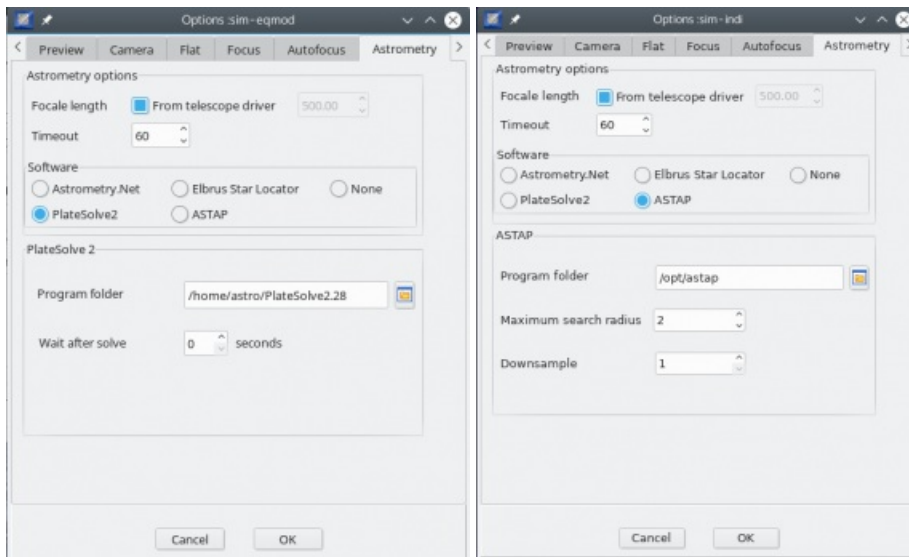 Options :sim-eqmod
Preview Camera Flat Focus Autofocus Astrometry
Astrometry options
Focale length From telescope driver 500.00
Timeout 60
Software
Astrometry.Net Elbrus Star Locator None
PlateSolve2 ASTAP
PlateSolve 2
Program folder /home/astro/PlateSolve2.28
Wait after solve 0 seconds
Cancel OK
Options :sim-indi
Preview Camera Flat Focus Autofocus Astrometry
Astrometry options
Focale length From telescope driver 500.00
Timeout 60
Software
Astrometry.Net Elbrus Star Locator None
PlateSolve2 ASTAP
ASTAP
Program folder /opt/astap
Maximum search radius 2
Downsample 1
Cancel OK